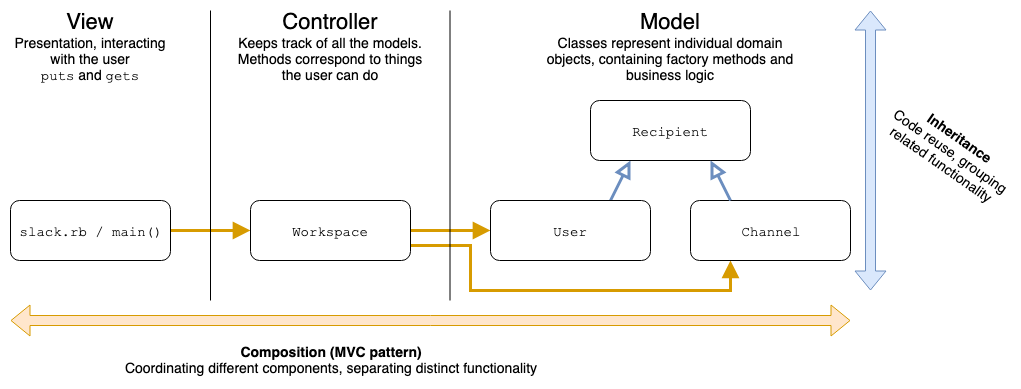 View
Presentation, interacting
with the user
puts and gets
Controller
Keeps track of all the models.
Methods correspond to things
the user can do
Model
Classes represent individual domain
objects, containing factory methods and
business logic
Recipient
slack.rb / main()
Workspace
User
Channel
Inheritance
Code reuse, grouping
related functionality
Composition (MVC pattern)
Coordinating different components, separating distinct functionality